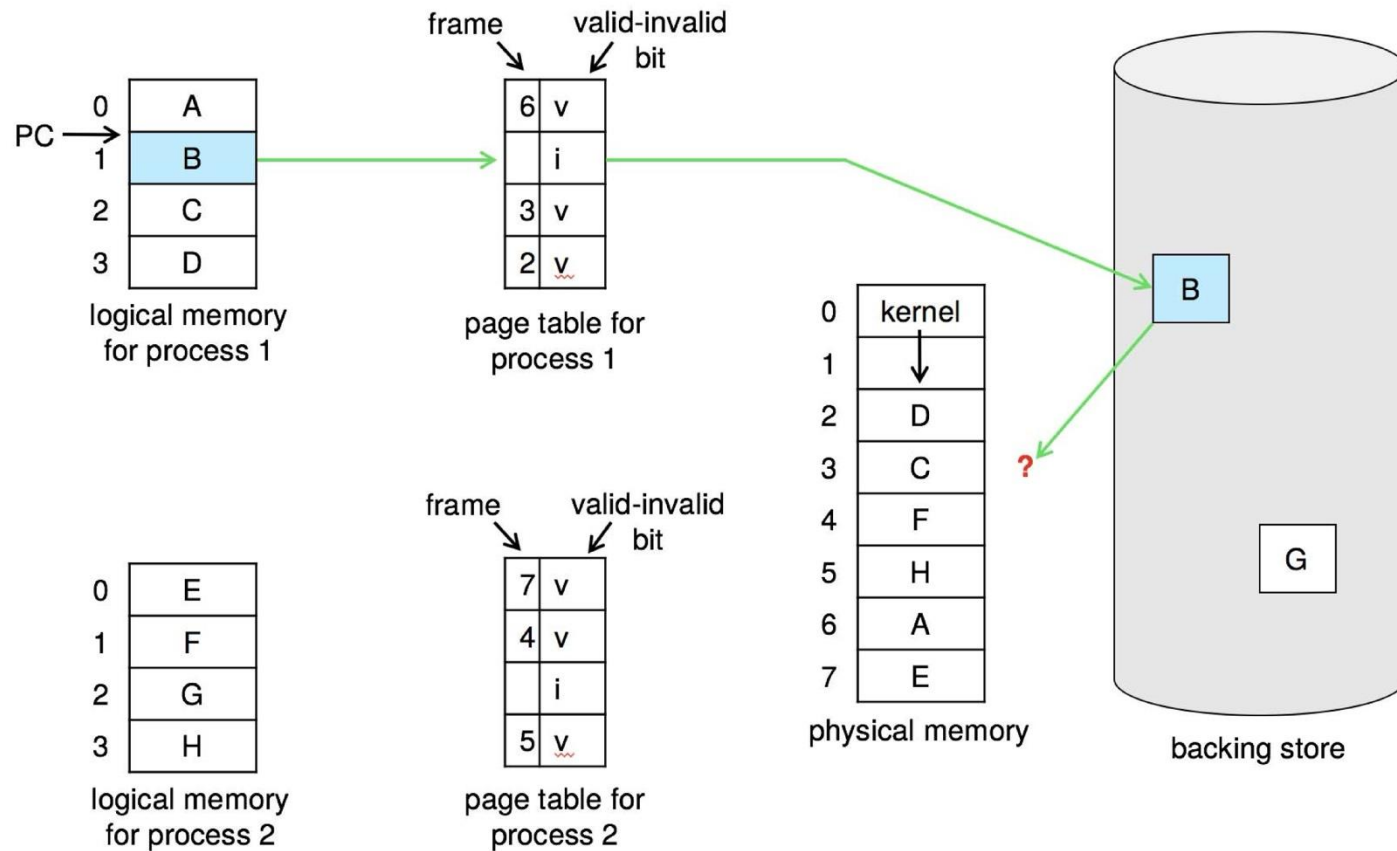 frame
valid-invalid
bit
0 A 6 v
PC
1 B i
2 C 3 v
3 D 2 v
logical memory
for process 1
page table for
process 1
B
0 kernel
1
2 D
3 C ?
4 F
5 H
6 A
7 E
physical memory
G
backing store
frame
valid-invalid
bit
0 E 7 v
1 F 4 v
2 G i
3 H 5 v
logical memory
for process 2
page table for
process 2